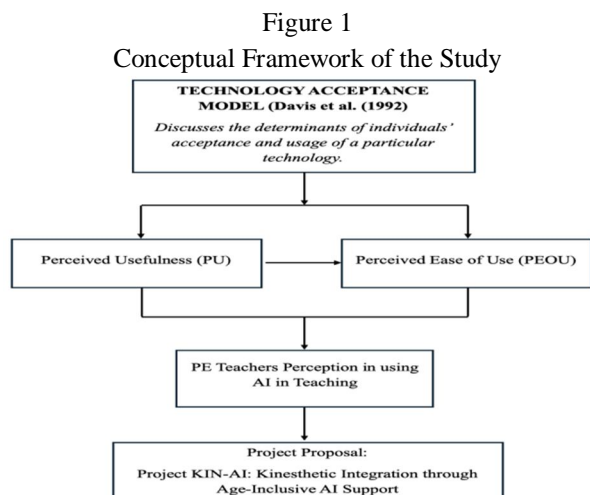 Figure 1
Conceptual Framework of the Study
TECHNOLOGY ACCEPTANCE
MODEL (Davis et al. (1992)
Discusses the determinants of individuals'
acceptance and usage of a particular
technology.
Perceived Usefulness (PU)
Perceived Ease of Use (PEOU)
PE Teachers Perception in using
AI in Teaching
Project Proposal:
Project KIN-AI: Kinesthetic Integration through
Age-Inclusive AI Support